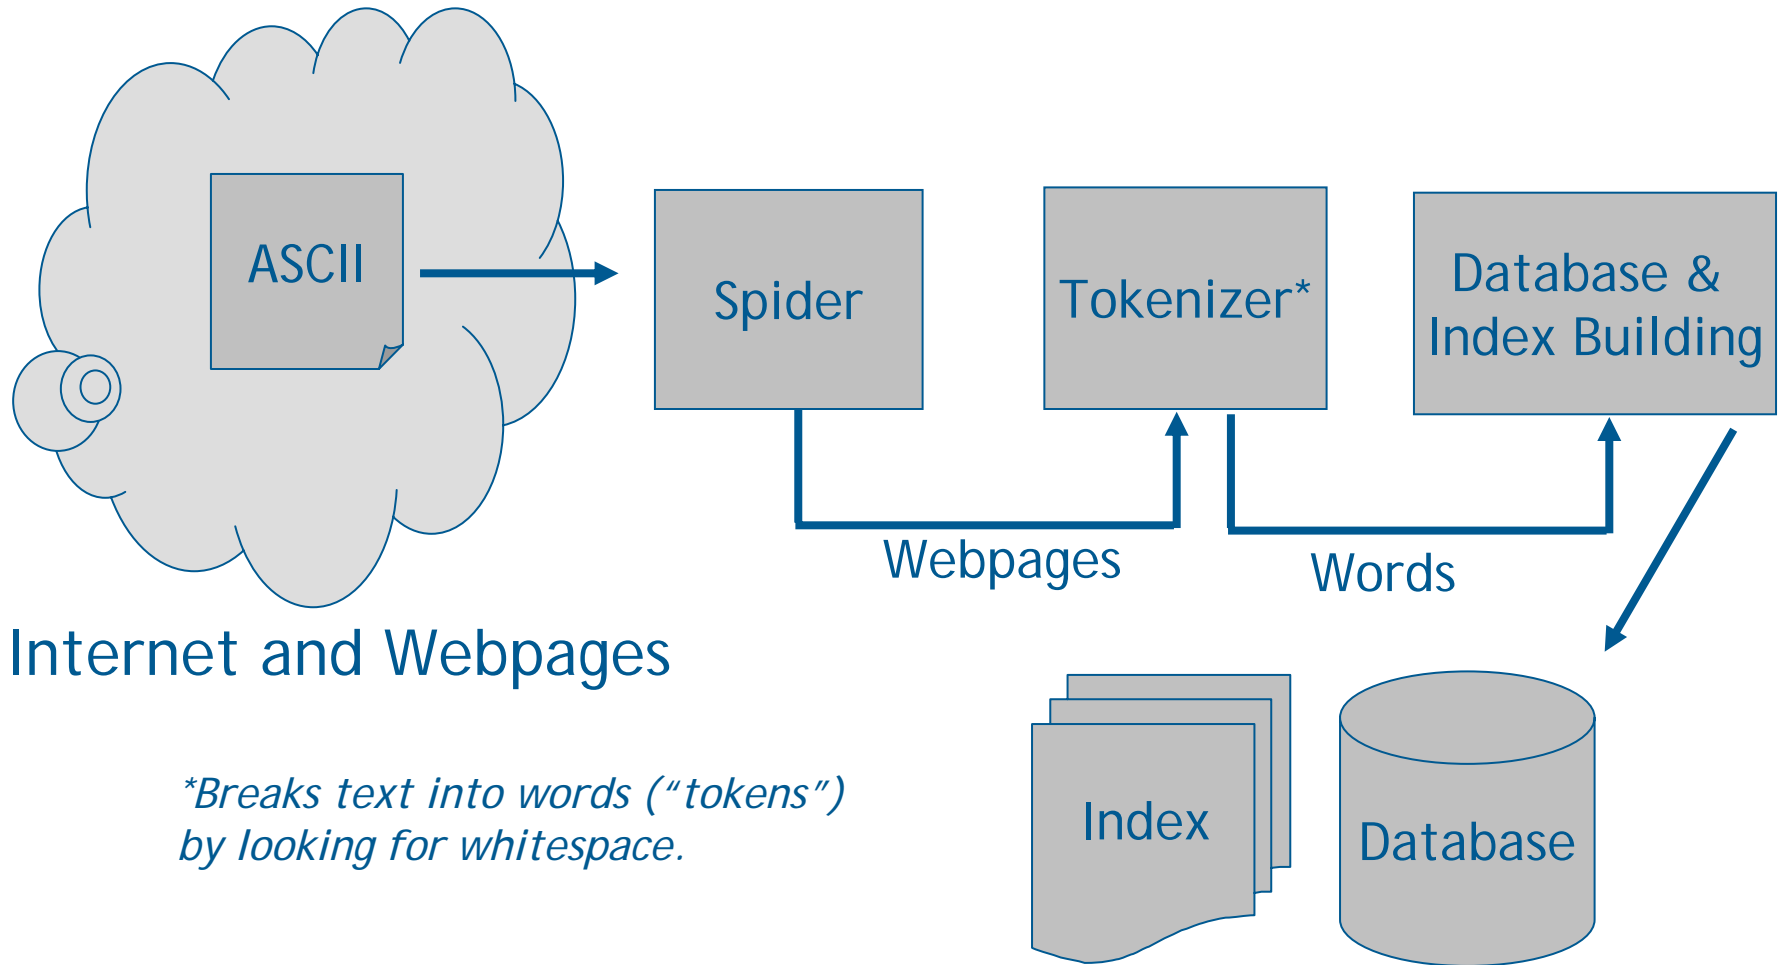 ASCII
Spider
Tokenizer*
Database &
Index Building
Webpages
Words
Internet and Webpages
*Breaks text into words (“tokens”)
by looking for whitespace.
Index
Database